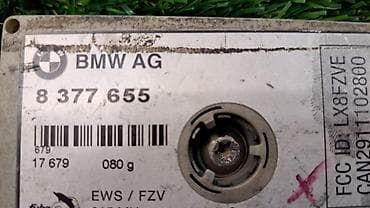 BMW AG
8 377 655
679
17 679 080 g
EWS / FZV
FCC ID: LX8FZVE
CAN2911102800